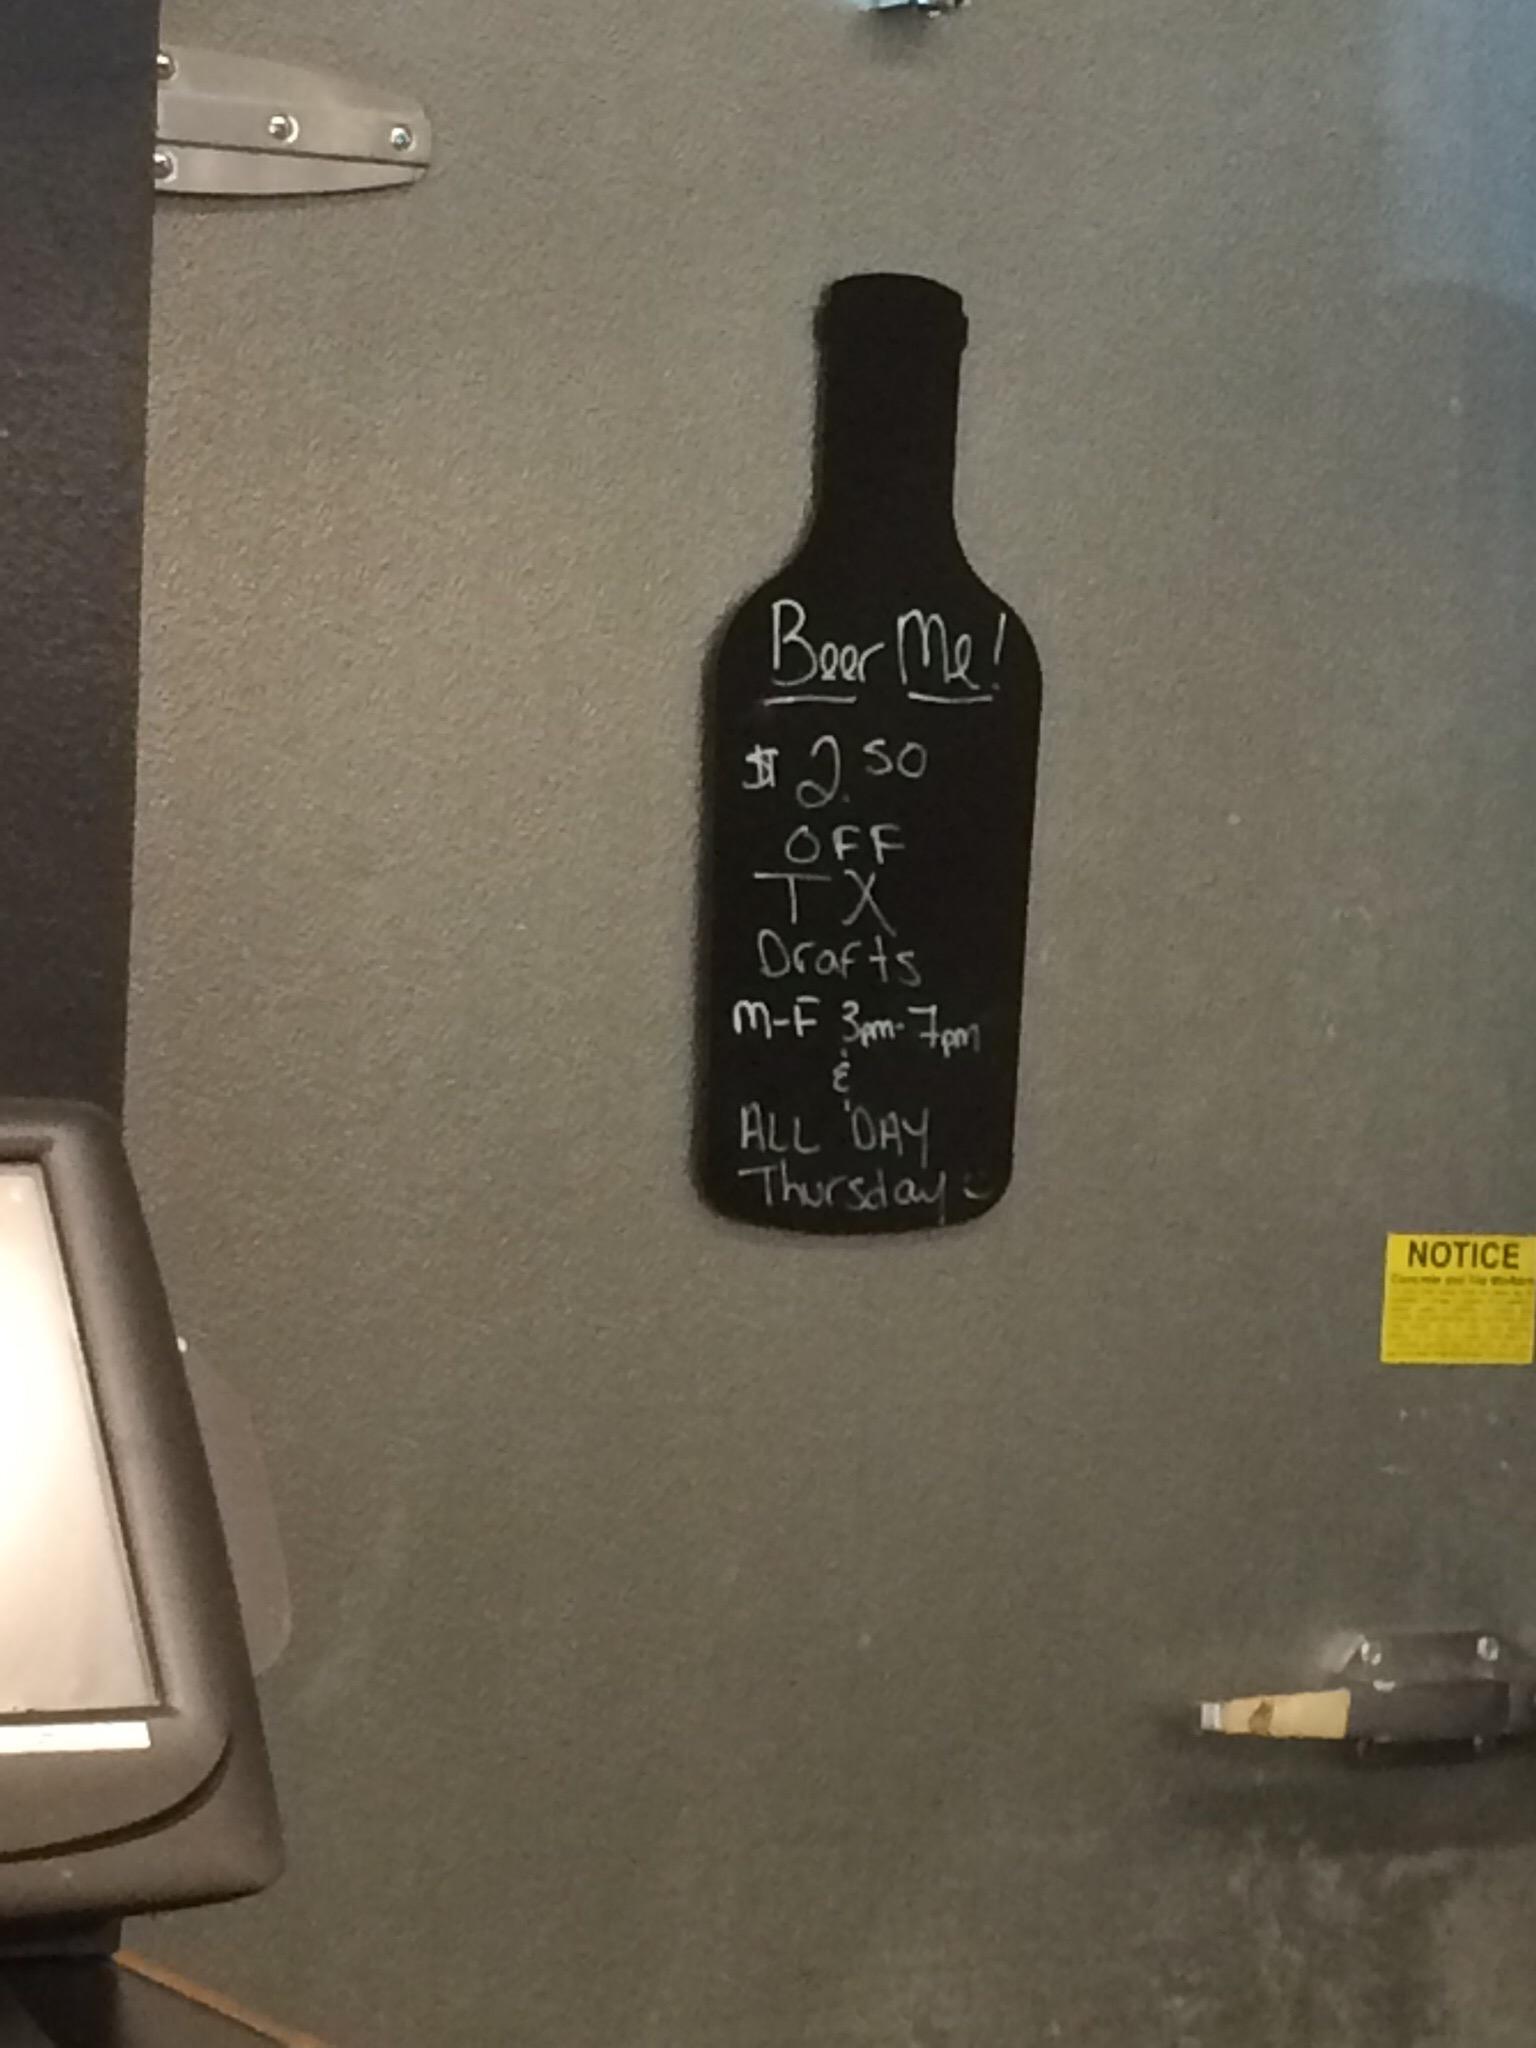 Beer Me!
$2.50
OFF
TX
Drafts
M-F 3pm-7pm
&
ALL DAY
Thursday :)
NOTICE